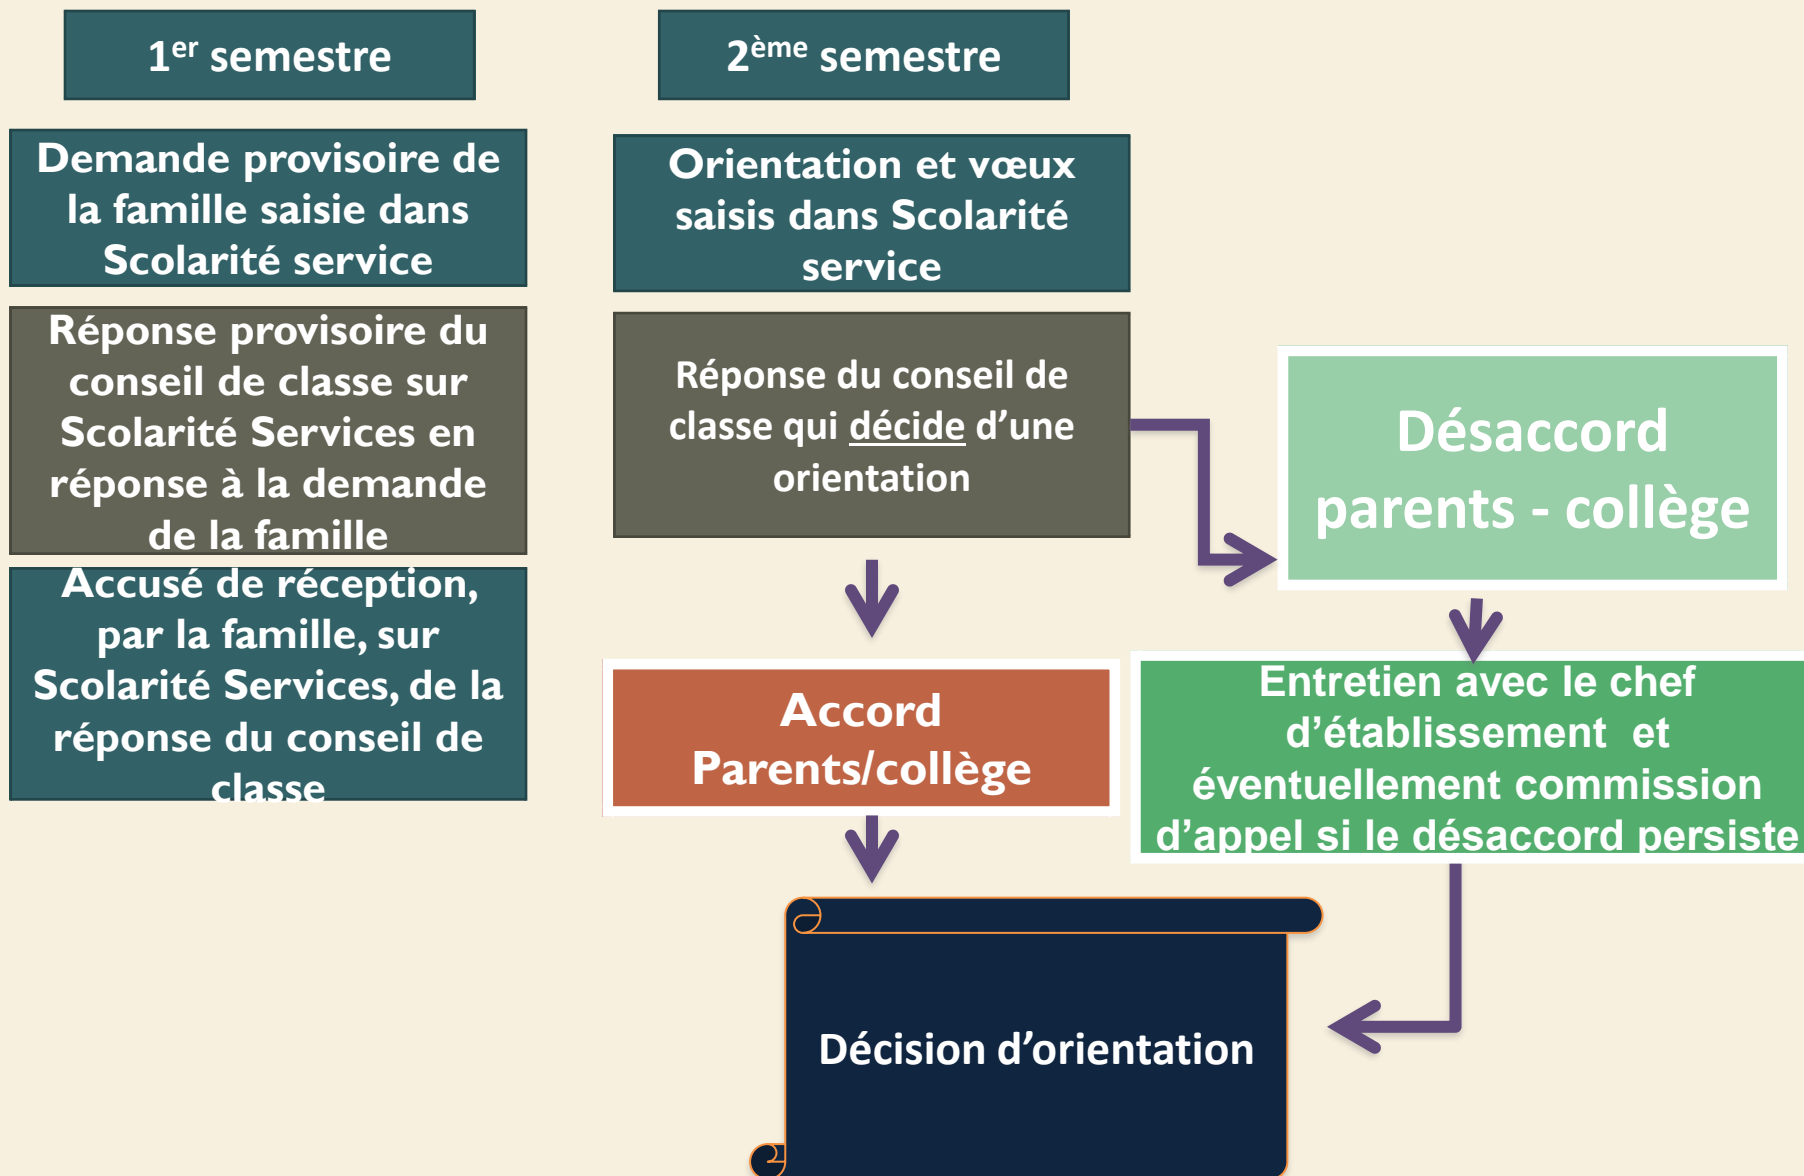 1er semestre
Demande provisoire de
la famille saisie dans
Scolarité service
Réponse provisoire du
conseil de classe sur
Scolarité Services en
réponse à la demande
de la famille
Accusé de réception,
par la famille, sur
Scolarité Services, de la
réponse du conseil de
classe
2ème semestre
Orientation et vœux
saisis dans Scolarité
service
Réponse du conseil de
classe qui décide d’une
orientation
Désaccord
parents - collège
Accord
Parents/collège
Entretien avec le chef
d’établissement et
éventuellement commission
d’appel si le désaccord persiste
Décision d’orientation